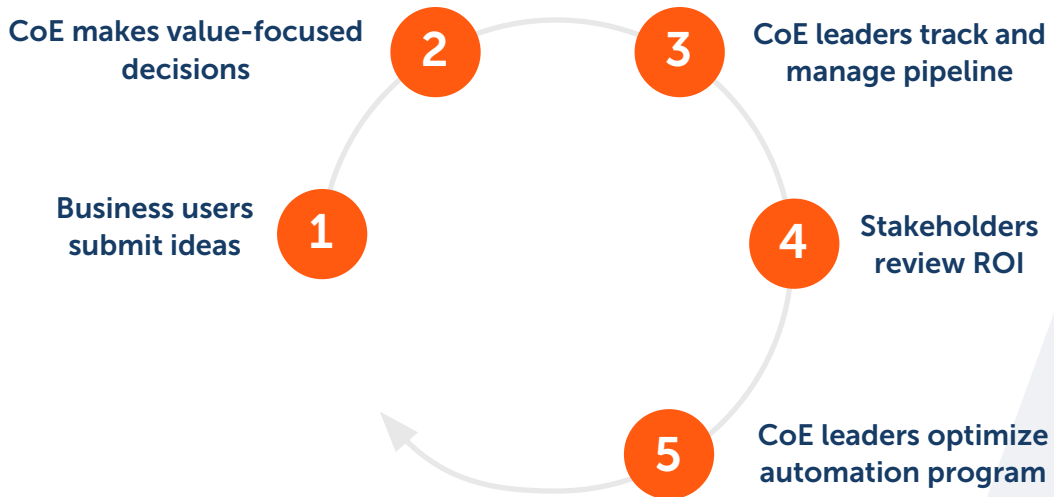 1
Business users
submit ideas
2
CoE makes value-focused
decisions
3
CoE leaders track and
manage pipeline
4
Stakeholders
review ROI
5
CoE leaders optimize
automation program